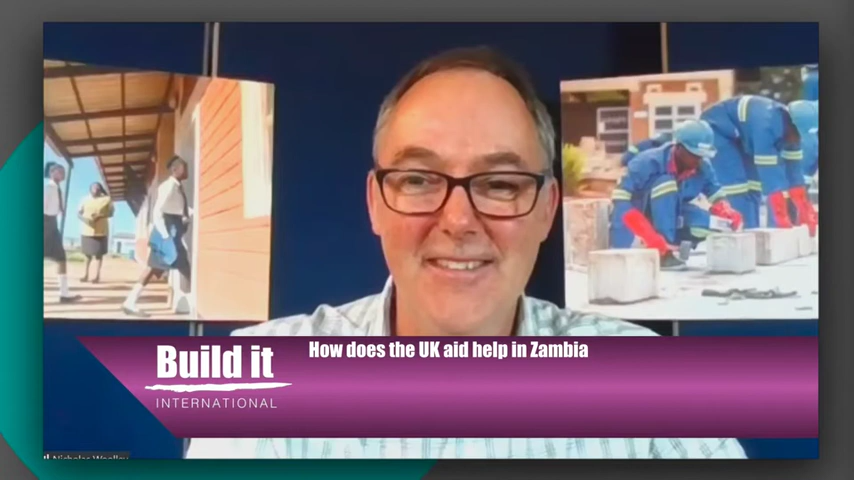 How does the UK aid help in Zambia
Build it
INTERNATIONAL